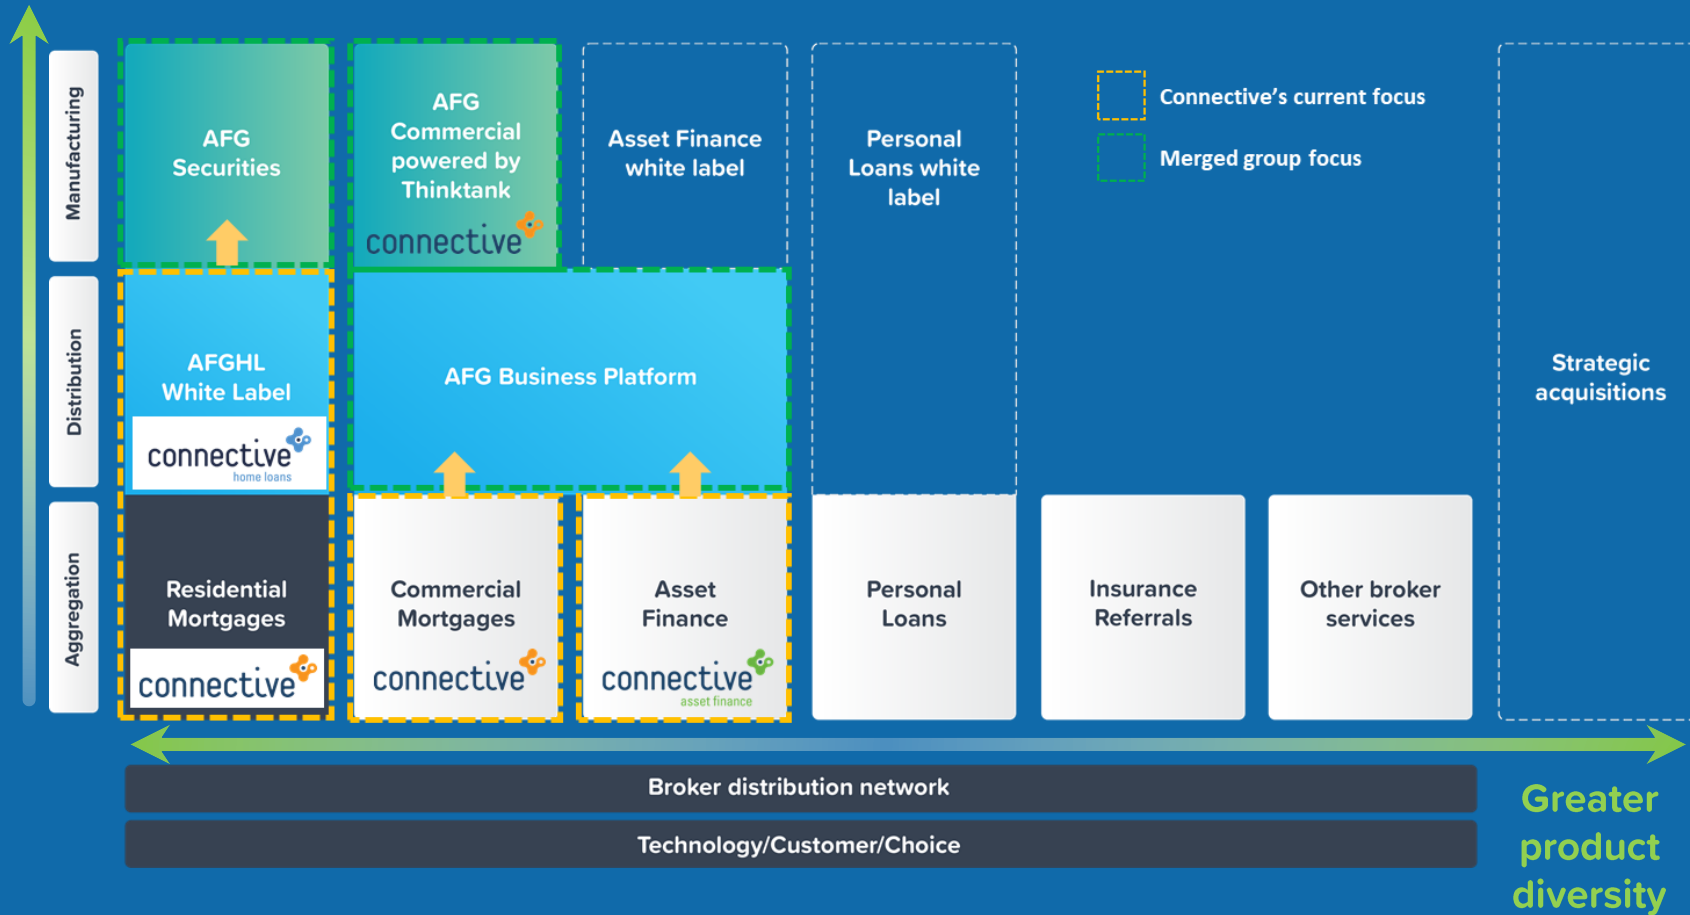 Manufacturing
AFG
Securities
AFG
Commercial
powered by
Thinktank
connective
Asset Finance
white label
Personal
Loans white
label
Connective's current focus
Merged group focus
Distribution
AFGHL
White Label
connective
home loans
AFG Business Platform
Strategic
acquisitions
Aggregation
Residential
Mortgages
connective
Commercial
Mortgages
connective
Asset
Finance
connective
asset finance
Personal
Loans
Insurance
Referrals
Other broker
services
Broker distribution network
Technology/Customer/Choice
Greater
product
diversity